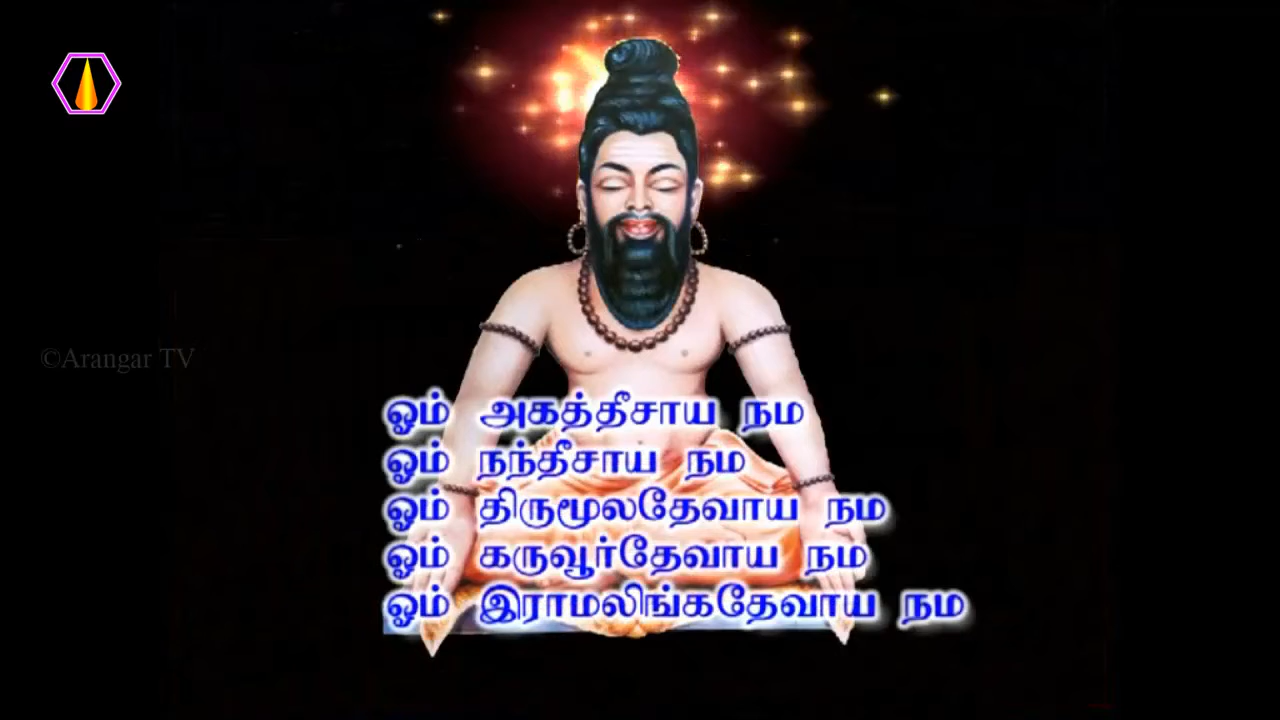 ©Arangar TV
ஓம் அகத்தீசாய நம
ஓம் நந்தீசாய நம
ஓம் திருமூலதேவாய நம
ஓம் கருவூர்தேவாய நம
ஓம் இராமலிங்கதேவாய நம